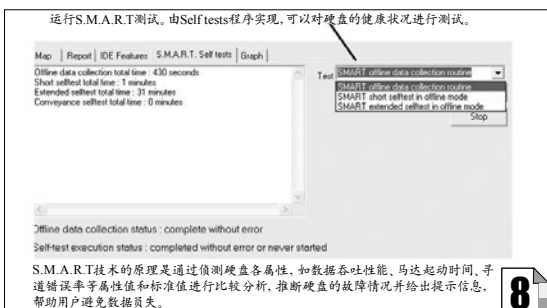 运行S.M.A.R.T测试。由Self tests程序实现,可以对硬盘的健康状况进行测试。
Map Report IDE Features S.M.A.R.T. Self tests Graph
Offline data collection total time : 430 seconds
Short selftest total time : 1 minutes
Extended selftest total time : 31 minutes
Conveyance selftest total time : 0 minutes
Test SMART offline data collection routine
SMART offline data collection routine
SMART short selftest in offline mode
SMART extended selftest in offline mode
Stop
Offline data collection status : complete without error
Self-test execution status : completed without error or never started
S.M.A.R.T技术的原理是通过侦测硬盘各属性,如数据吞吐性能、马达起动时间、寻
道错误率等属性值和标准值进行比较分析,推断硬盘的故障情况并给出提示信息,
帮助用户避免数据员失。
8